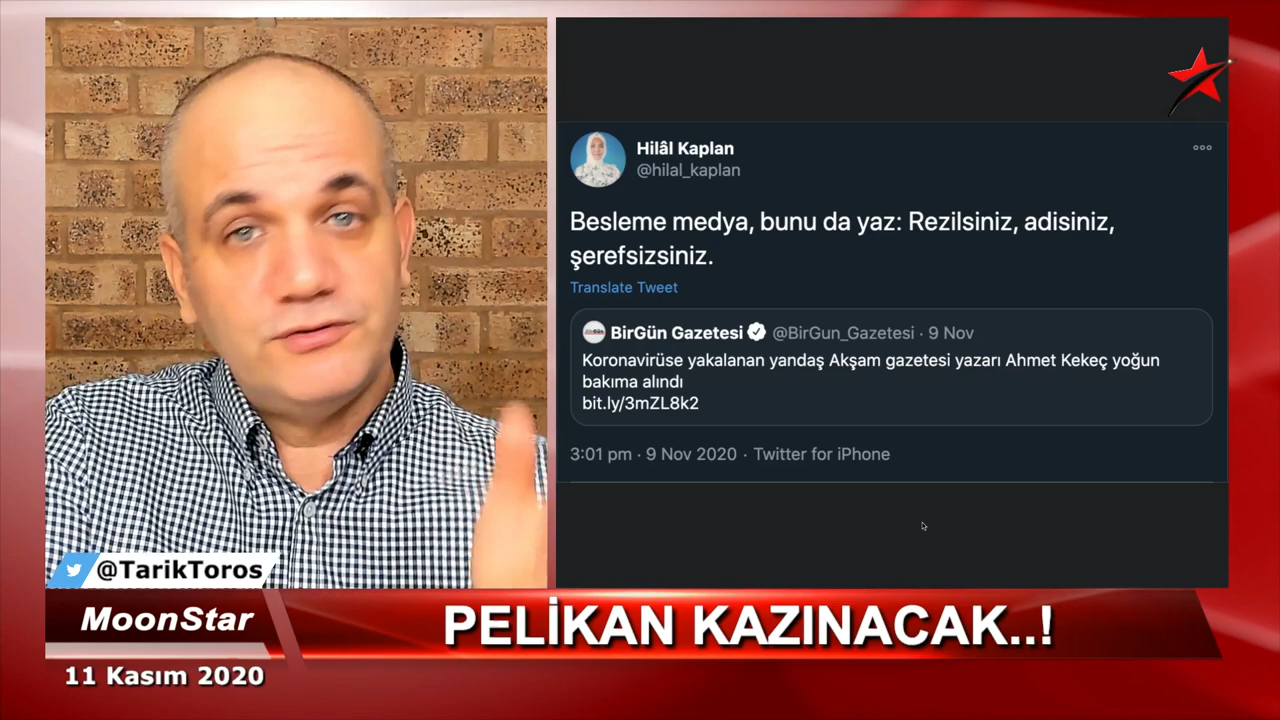 Hilâl Kaplan
@hilal_kaplan
Besleme medya, bunu da yaz: Rezilsiniz, adisiniz,
şerefsizsiniz.
Translate Tweet
BirGün Gazetesi @BirGun_Gazetesi · 9 Nov
Koronavirüse yakalanan yandaş Akşam gazetesi yazarı Ahmet Kekeç yoğun
bakıma alındı
bit.ly/3mZL8k2
3:01 pm · 9 Nov 2020 · Twitter for iPhone
@TarikToros
MoonStar
PELİKAN KAZINACAK..!
11 Kasım 2020